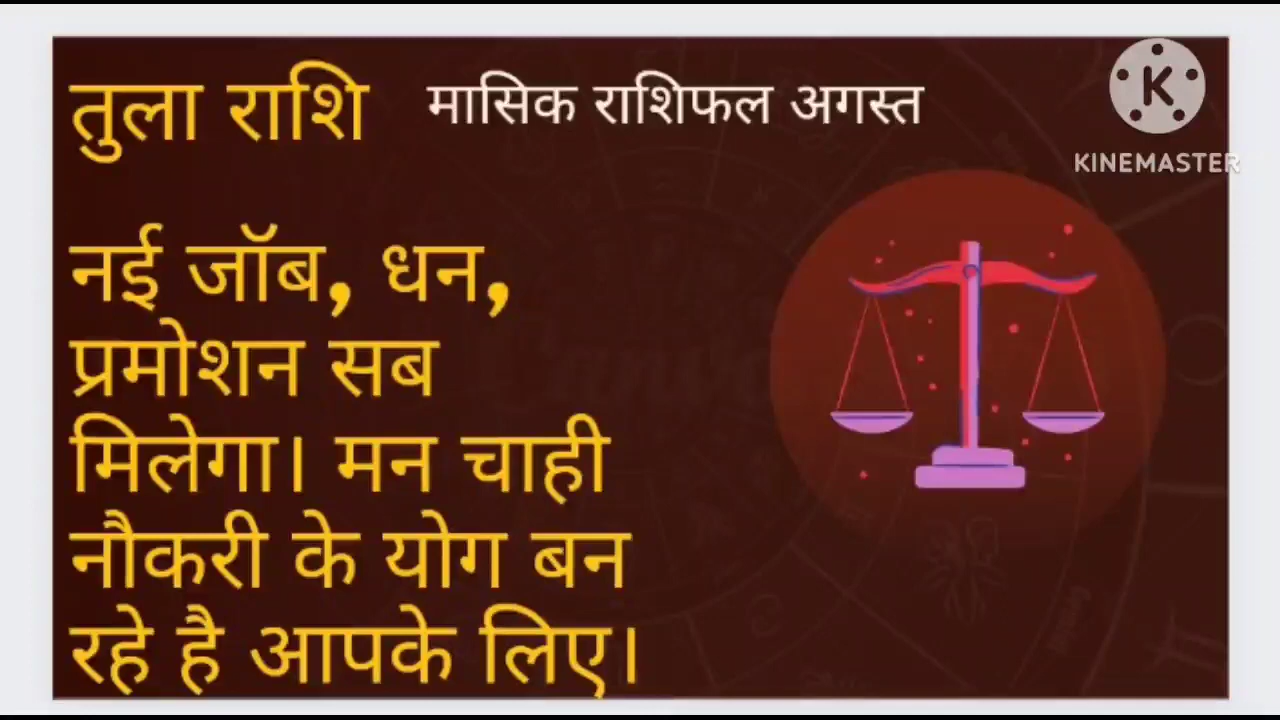 तुला राशि मासिक राशिफल अगस्त
K
KINEMASTER
नई जॉब, धन,
प्रमोशन सब
मिलेगा। मन चाही
नौकरी के योग बन
रहे है आपके लिए।